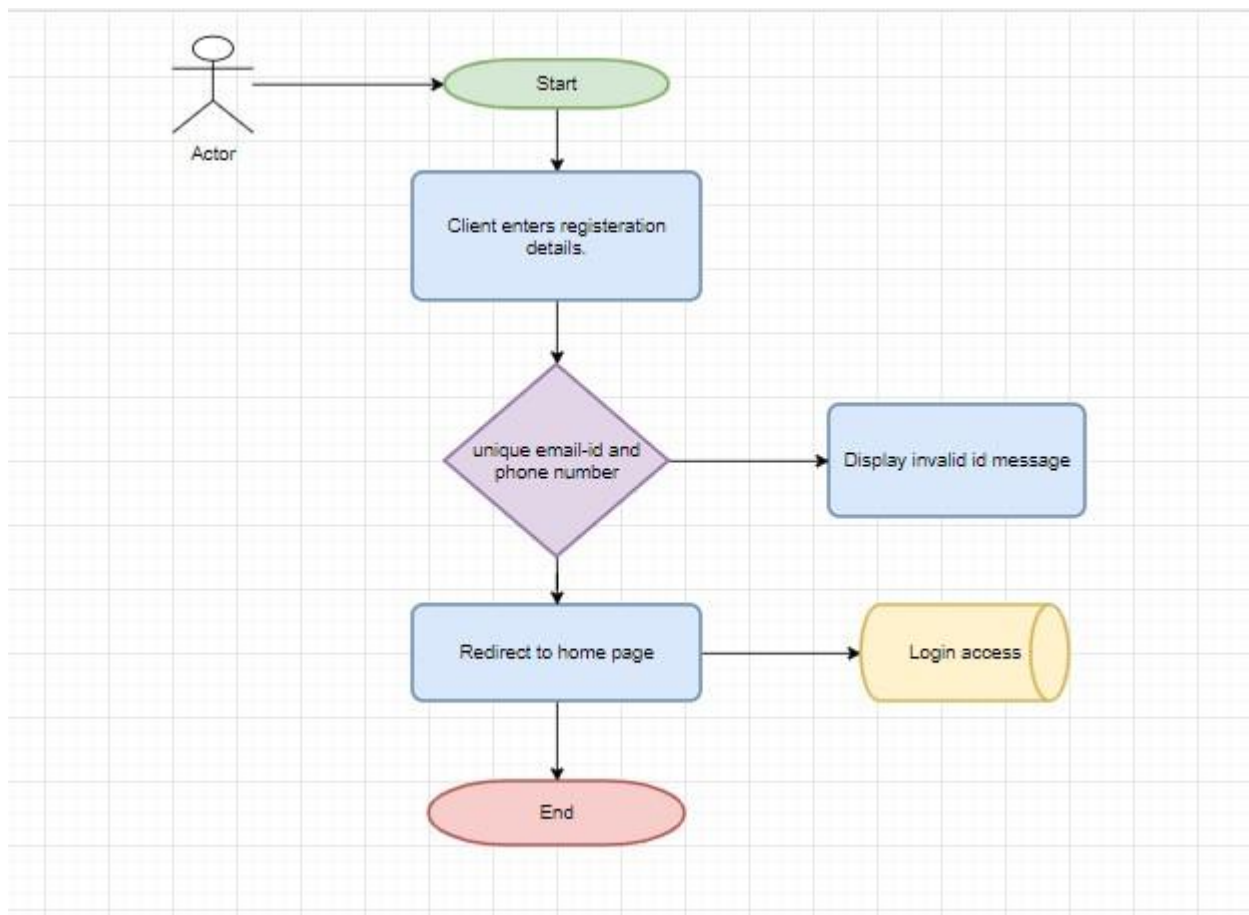 Start
Actor
Client enters registeration
details.
unique email-id and
phone number
Display invalid id message
Redirect to home page
Login access
End